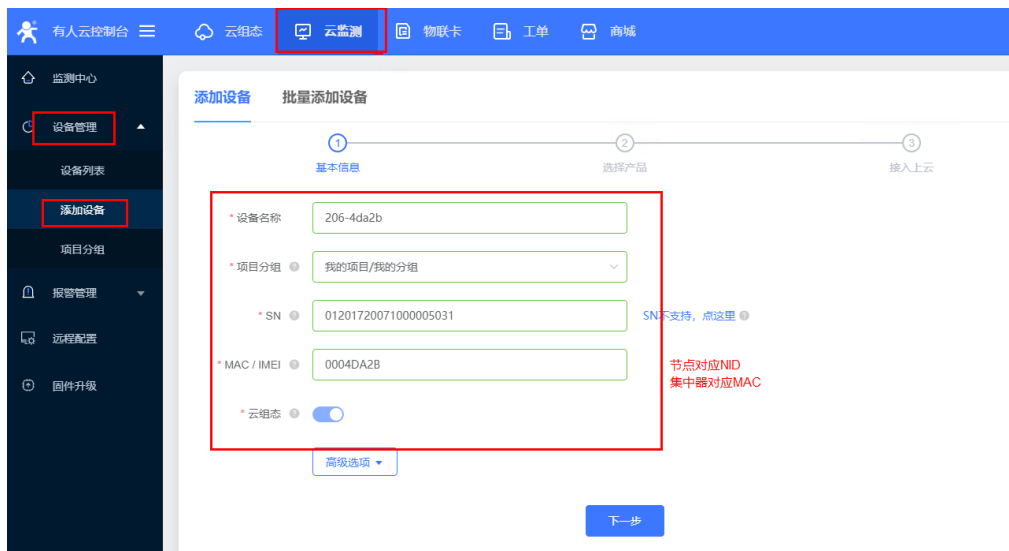 有人云控制台
云组态
云监测
物联卡
工单
商城
监测中心
设备管理
设备列表
添加设备
项目分组
报警管理
远程配置
固件升级
添加设备
批量添加设备
1
基本信息
2
选择产品
3
接入上云
* 设备名称
206-4da2b
* 项目分组
我的项目/我的分组
* SN
01201720071000005031
SN不支持，点这里
* MAC / IMEI
0004DA2B
节点对应NID
集中器对应MAC
* 云组态
高级选项
下一步